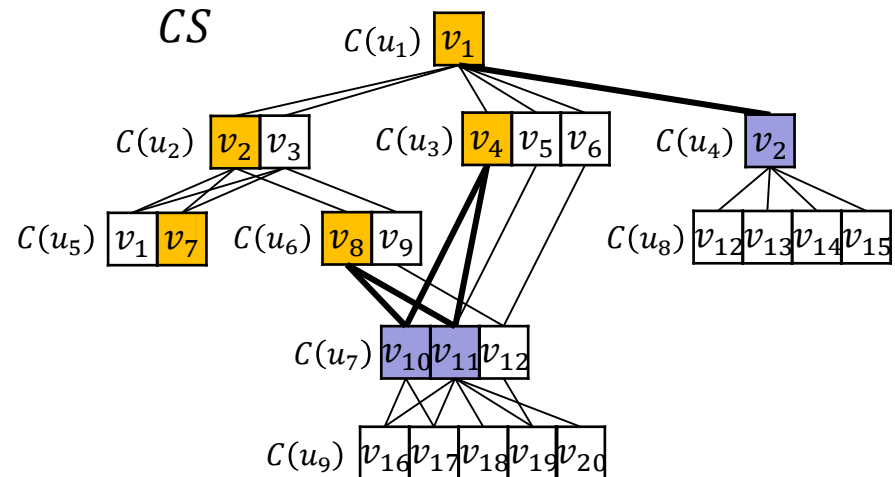 CS
C(u₁) v₁
C(u₂) v₂ v₃ C(u₃) v₄ v₅ v₆ C(u₄) v₂
C(u₅) v₁ v₇ C(u₆) v₈ v₉ C(u₈) v₁₂ v₁₃ v₁₄ v₁₅
C(u₇) v₁₀ v₁₁ v₁₂
C(u₉) v₁₆ v₁₇ v₁₈ v₁₉ v₂₀